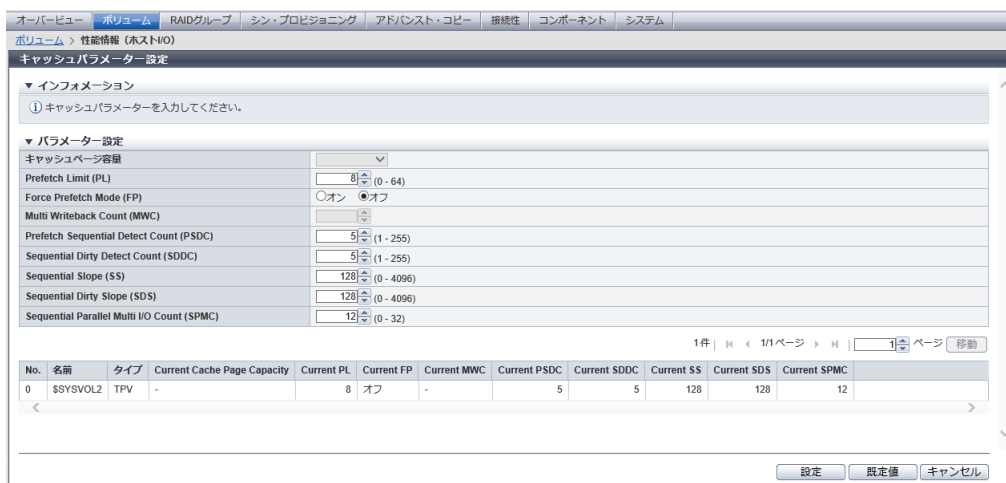 オーバービュー ボリューム RAIDグループ シン・プロビジョニング アドバンスト・コピー 接続性 コンポーネント システム
ボリューム > 性能情報（ホストI/O）
キャッシュパラメーター設定
▼ インフォメーション
キャッシュパラメーターを入力してください。
▼ パラメーター設定
キャッシュページ容量
Prefetch Limit (PL) 8 (0 - 64)
Force Prefetch Mode (FP) オン オフ
Multi Writeback Count (MWC)
Prefetch Sequential Detect Count (PSDC) 5 (1 - 255)
Sequential Dirty Detect Count (SDDC) 5 (1 - 255)
Sequential Slope (SS) 128 (0 - 4096)
Sequential Dirty Slope (SDS) 128 (0 - 4096)
Sequential Parallel Multi I/O Count (SPMC) 12 (0 - 32)
1件 1/1ページ 1 ページ 移動
No. 名前 タイプ Current Cache Page Capacity Current PL Current FP Current MWC Current PSDC Current SDDC Current SS Current SDS Current SPMC
0 $SYSVOL2 TPV - 8 オフ - 5 5 128 128 12
設定 既定値 キャンセル